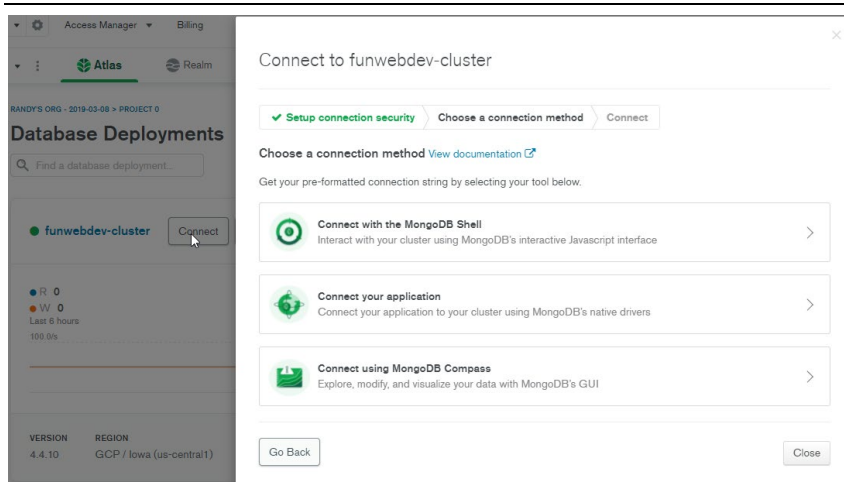 Access Manager
Billing
Atlas
Realm
RANDY'S ORG - 2019-03-08 > PROJECT 0
Database Deployments
Find a database deployment...
funwebdev-cluster
Connect
R 0
W 0
Last 6 hours
100.0/s
VERSION
REGION
4.4.10
GCP / Iowa (us-central1)
Connect to funwebdev-cluster
Setup connection security
Choose a connection method
Connect
Choose a connection method View documentation
Get your pre-formatted connection string by selecting your tool below.
Connect with the MongoDB Shell
Interact with your cluster using MongoDB's interactive Javascript interface
Connect your application
Connect your application to your cluster using MongoDB's native drivers
Connect using MongoDB Compass
Explore, modify, and visualize your data with MongoDB's GUI
Go Back
Close